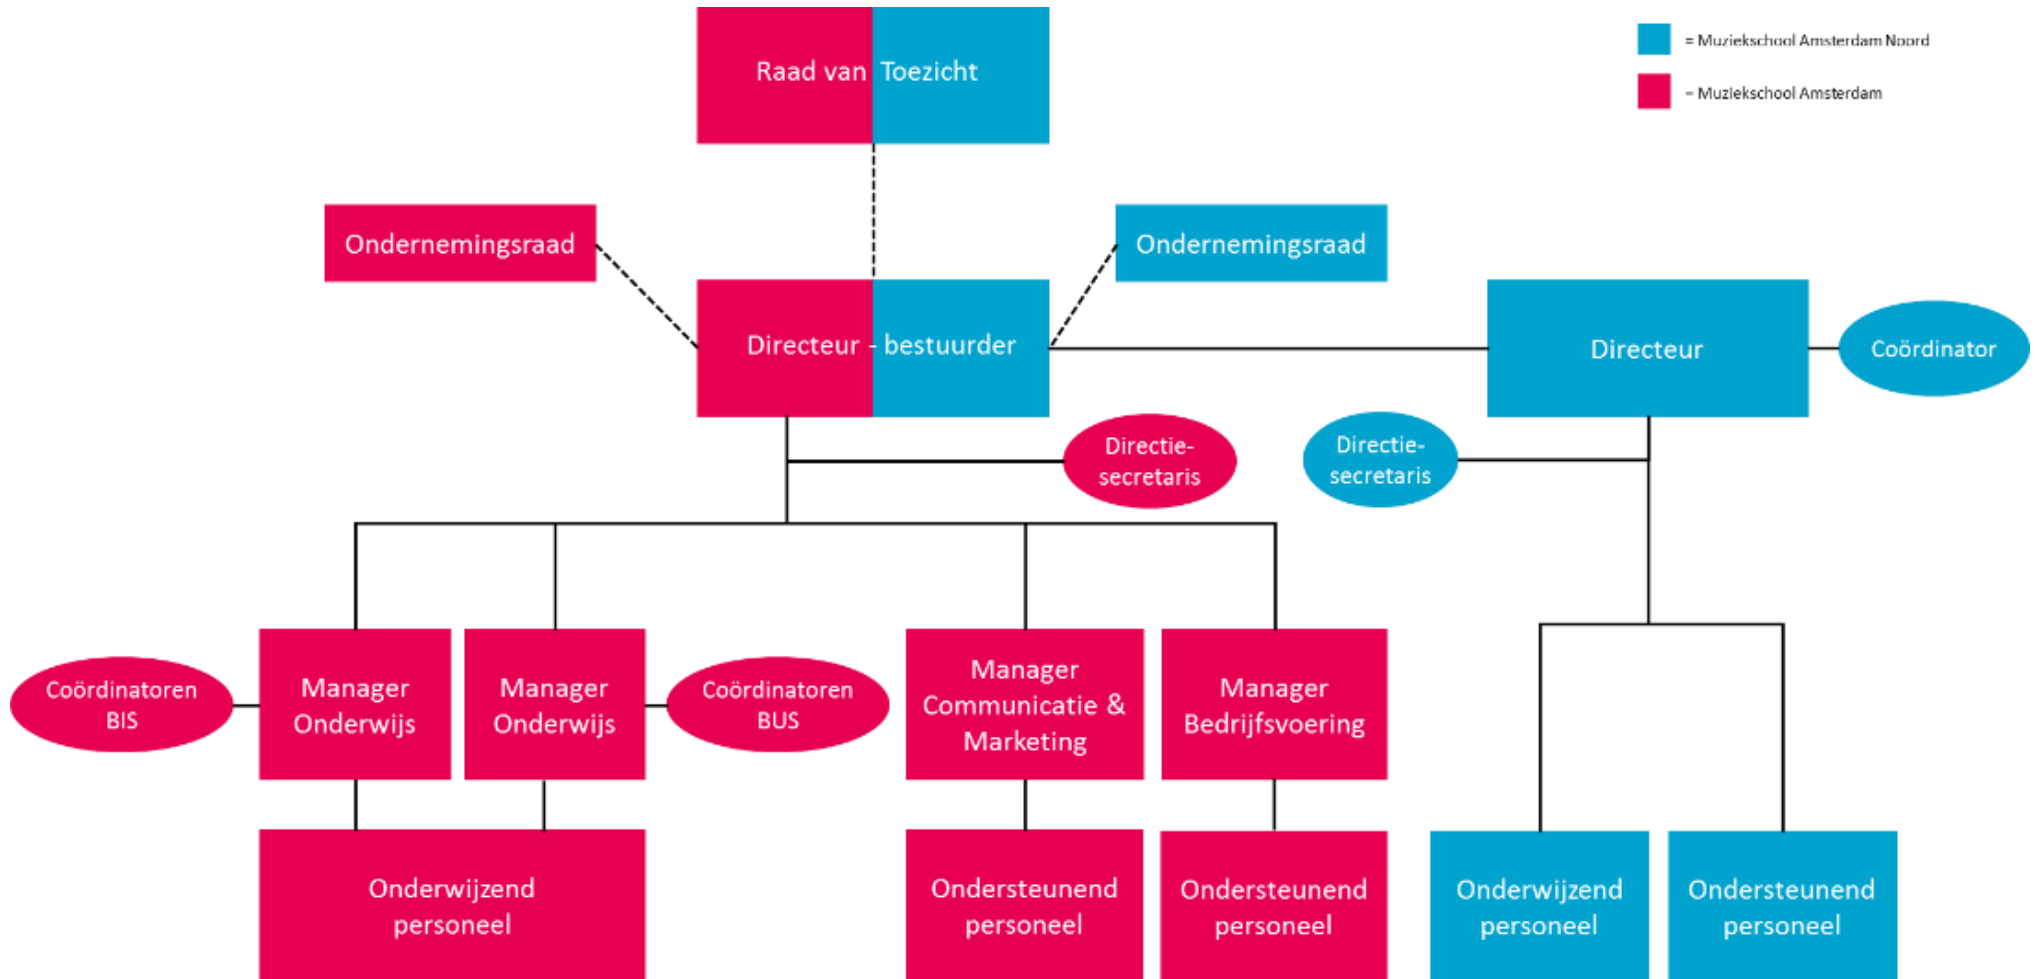 Raad van Toezicht
= Muziekschool Amsterdam Noord
= Muziekschool Amsterdam
Ondernemingsraad
Ondernemingsraad
Directeur - bestuurder
Directeur
Coördinator
Directie-
secretaris
Directie-
secretaris
Coördinatoren
BIS
Manager
Onderwijs
Manager
Onderwijs
Coördinatoren
BUS
Manager
Communicatie &
Marketing
Manager
Bedrijfsvoering
Onderwijzend
personeel
Ondersteunend
personeel
Ondersteunend
personeel
Onderwijzend
personeel
Ondersteunend
personeel